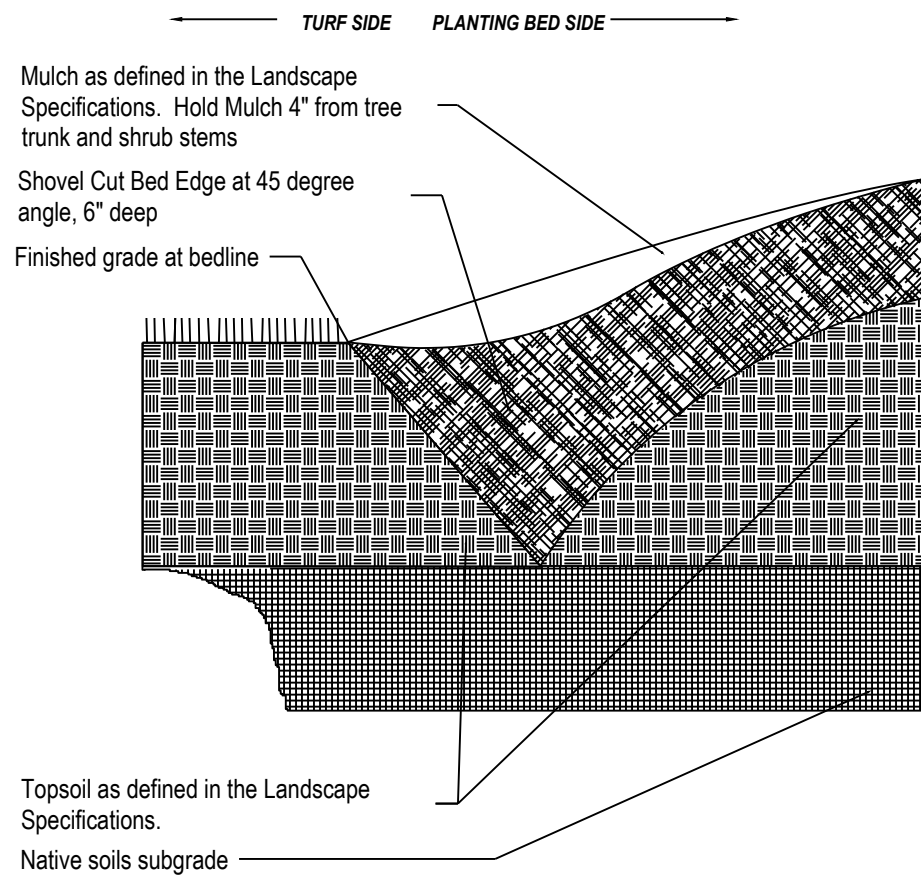 TURF SIDE PLANTING BED SIDE
Mulch as defined in the Landscape
Specifications. Hold Mulch 4" from tree
trunk and shrub stems
Shovel Cut Bed Edge at 45 degree
angle, 6" deep
Finished grade at bedline
Topsoil as defined in the Landscape
Specifications.
Native soils subgrade